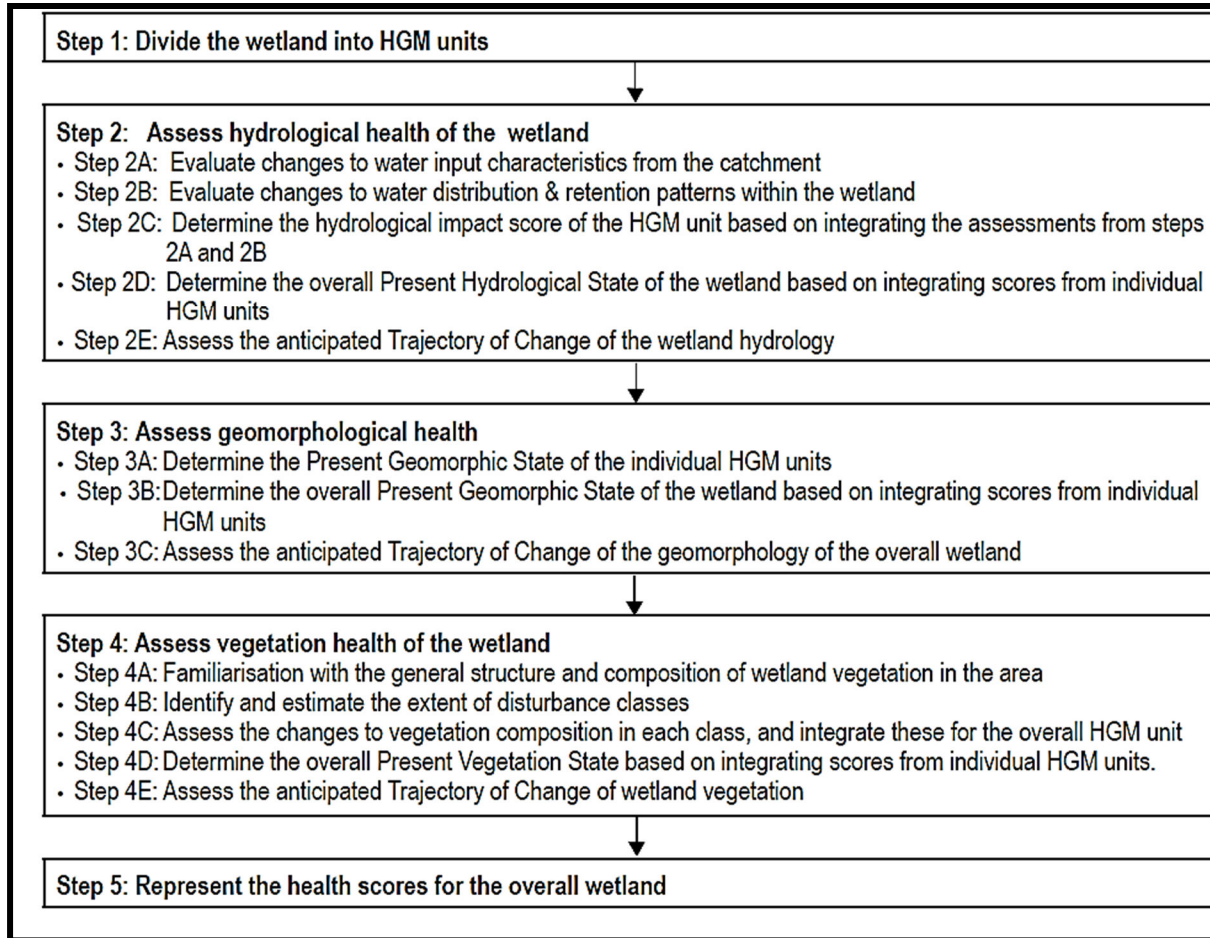 Step 1: Divide the wetland into HGM units
Step 2: Assess hydrological health of the wetland
• Step 2A: Evaluate changes to water input characteristics from the catchment
• Step 2B: Evaluate changes to water distribution & retention patterns within the wetland
• Step 2C: Determine the hydrological impact score of the HGM unit based on integrating the assessments from steps
2A and 2B
• Step 2D: Determine the overall Present Hydrological State of the wetland based on integrating scores from individual
HGM units
• Step 2E: Assess the anticipated Trajectory of Change of the wetland hydrology
Step 3: Assess geomorphological health
• Step 3A: Determine the Present Geomorphic State of the individual HGM units
• Step 3B: Determine the overall Present Geomorphic State of the wetland based on integrating scores from individual
HGM units
• Step 3C: Assess the anticipated Trajectory of Change of the geomorphology of the overall wetland
Step 4: Assess vegetation health of the wetland
• Step 4A: Familiarisation with the general structure and composition of wetland vegetation in the area
• Step 4B: Identify and estimate the extent of disturbance classes
• Step 4C: Assess the changes to vegetation composition in each class, and integrate these for the overall HGM unit
• Step 4D: Determine the overall Present Vegetation State based on integrating scores from individual HGM units.
• Step 4E: Assess the anticipated Trajectory of Change of wetland vegetation
Step 5: Represent the health scores for the overall wetland